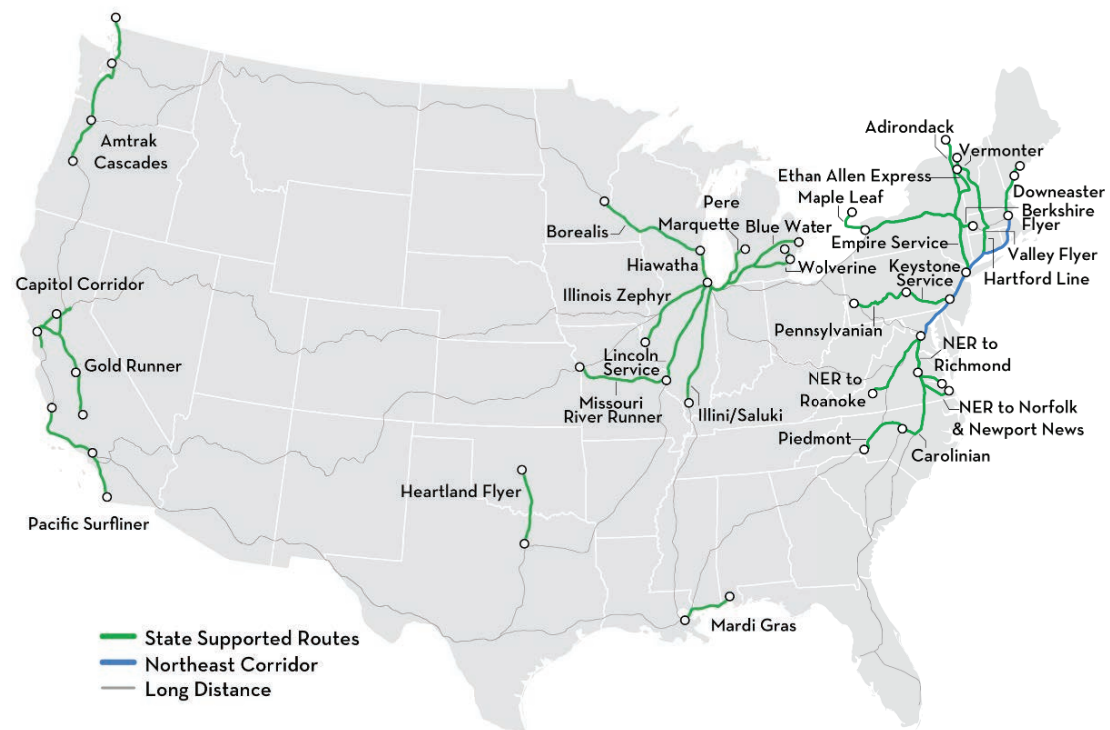 Adirondack
Vermonter
Ethan Allen Express
Maple Leaf
Downeaster
Berkshire
Flyer
Empire Service
Valley Flyer
Hartford Line
Keystone
Service
Pennsylvanian
Amtrak
Cascades
Pere
Marquette
Blue Water
Borealis
Hiawatha
Wolverine
Illinois Zephyr
Capitol Corridor
Gold Runner
Lincoln
Service
Missouri
River Runner
Illini/Saluki
NER to
Richmond
NER to
Roanoke
NER to Norfolk
& Newport News
Piedmont
Carolinian
Heartland Flyer
Pacific Surfliner
Mardi Gras
State Supported Routes
Northeast Corridor
Long Distance